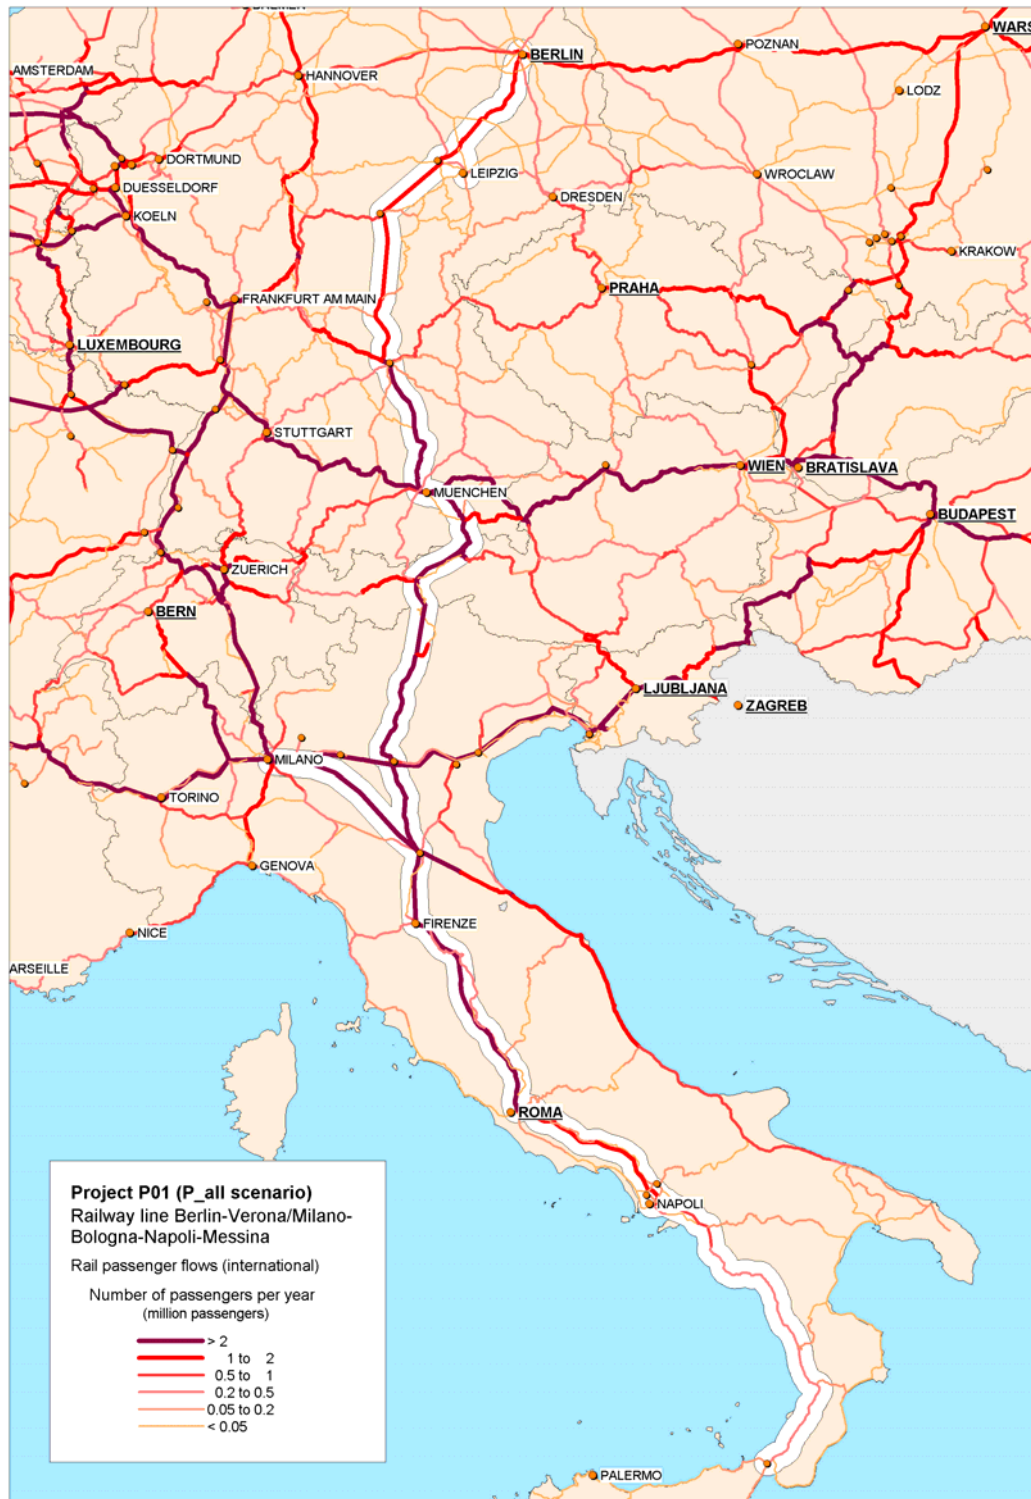 BREMER
WARS
BERLIN
POZNAN
AMSTERDAM
HANNOVER
LODZ
DORTMUND
LEIPZIG
WROCLAW
DUESSELDORF
DRESDEN
KOELN
KRAKOW
PRAHA
FRANKFURT AM MAIN
LUXEMBOURG
STUTTGART
WIEN
BRATISLAVA
MUENCHEN
BUDAPEST
ZUERICH
BERN
LJUBLJANA
ZAGREB
MILANO
TORINO
GENOVA
FIRENZE
NICE
ARSEILLE
ROMA
NAPOLI
PALERMO
Project P01 (P_all scenario)
Railway line Berlin-Verona/Milano-
Bologna-Napoli-Messina
Rail passenger flows (international)
Number of passengers per year
(million passengers)
> 2
1 to 2
0.5 to 1
0.2 to 0.5
0.05 to 0.2
< 0.05